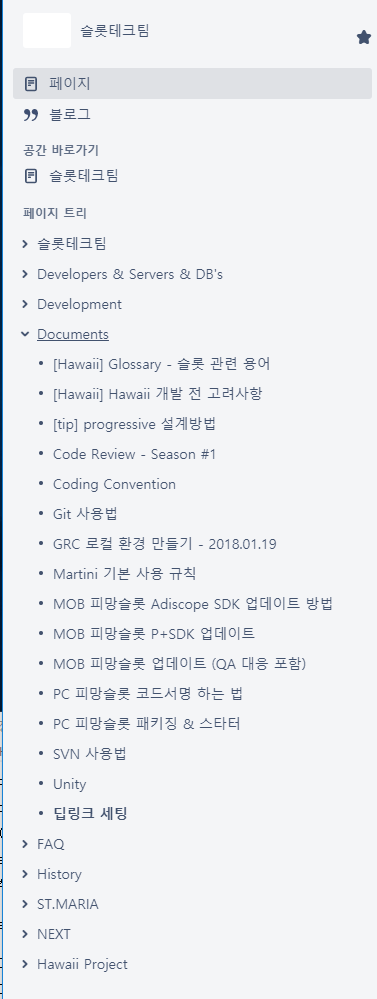 슬롯테크팀
페이지
블로그
공간 바로가기
슬롯테크팀
페이지 트리
슬롯테크팀
Developers & Servers & DB's
Development
Documents
[Hawaii] Glossary - 슬롯 관련 용어
[Hawaii] Hawaii 개발 전 고려사항
[tip] progressive 설계방법
Code Review - Season #1
Coding Convention
Git 사용법
GRC 로컬 환경 만들기 - 2018.01.19
Martini 기본 사용 규칙
MOB 피망슬롯 Adiscope SDK 업데이트 방법
MOB 피망슬롯 P+SDK 업데이트
MOB 피망슬롯 업데이트 (QA 대응 포함)
PC 피망슬롯 코드서명 하는 법
PC 피망슬롯 패키징 & 스타터
SVN 사용법
Unity
딥링크 세팅
FAQ
History
ST.MARIA
NEXT
Hawaii Project